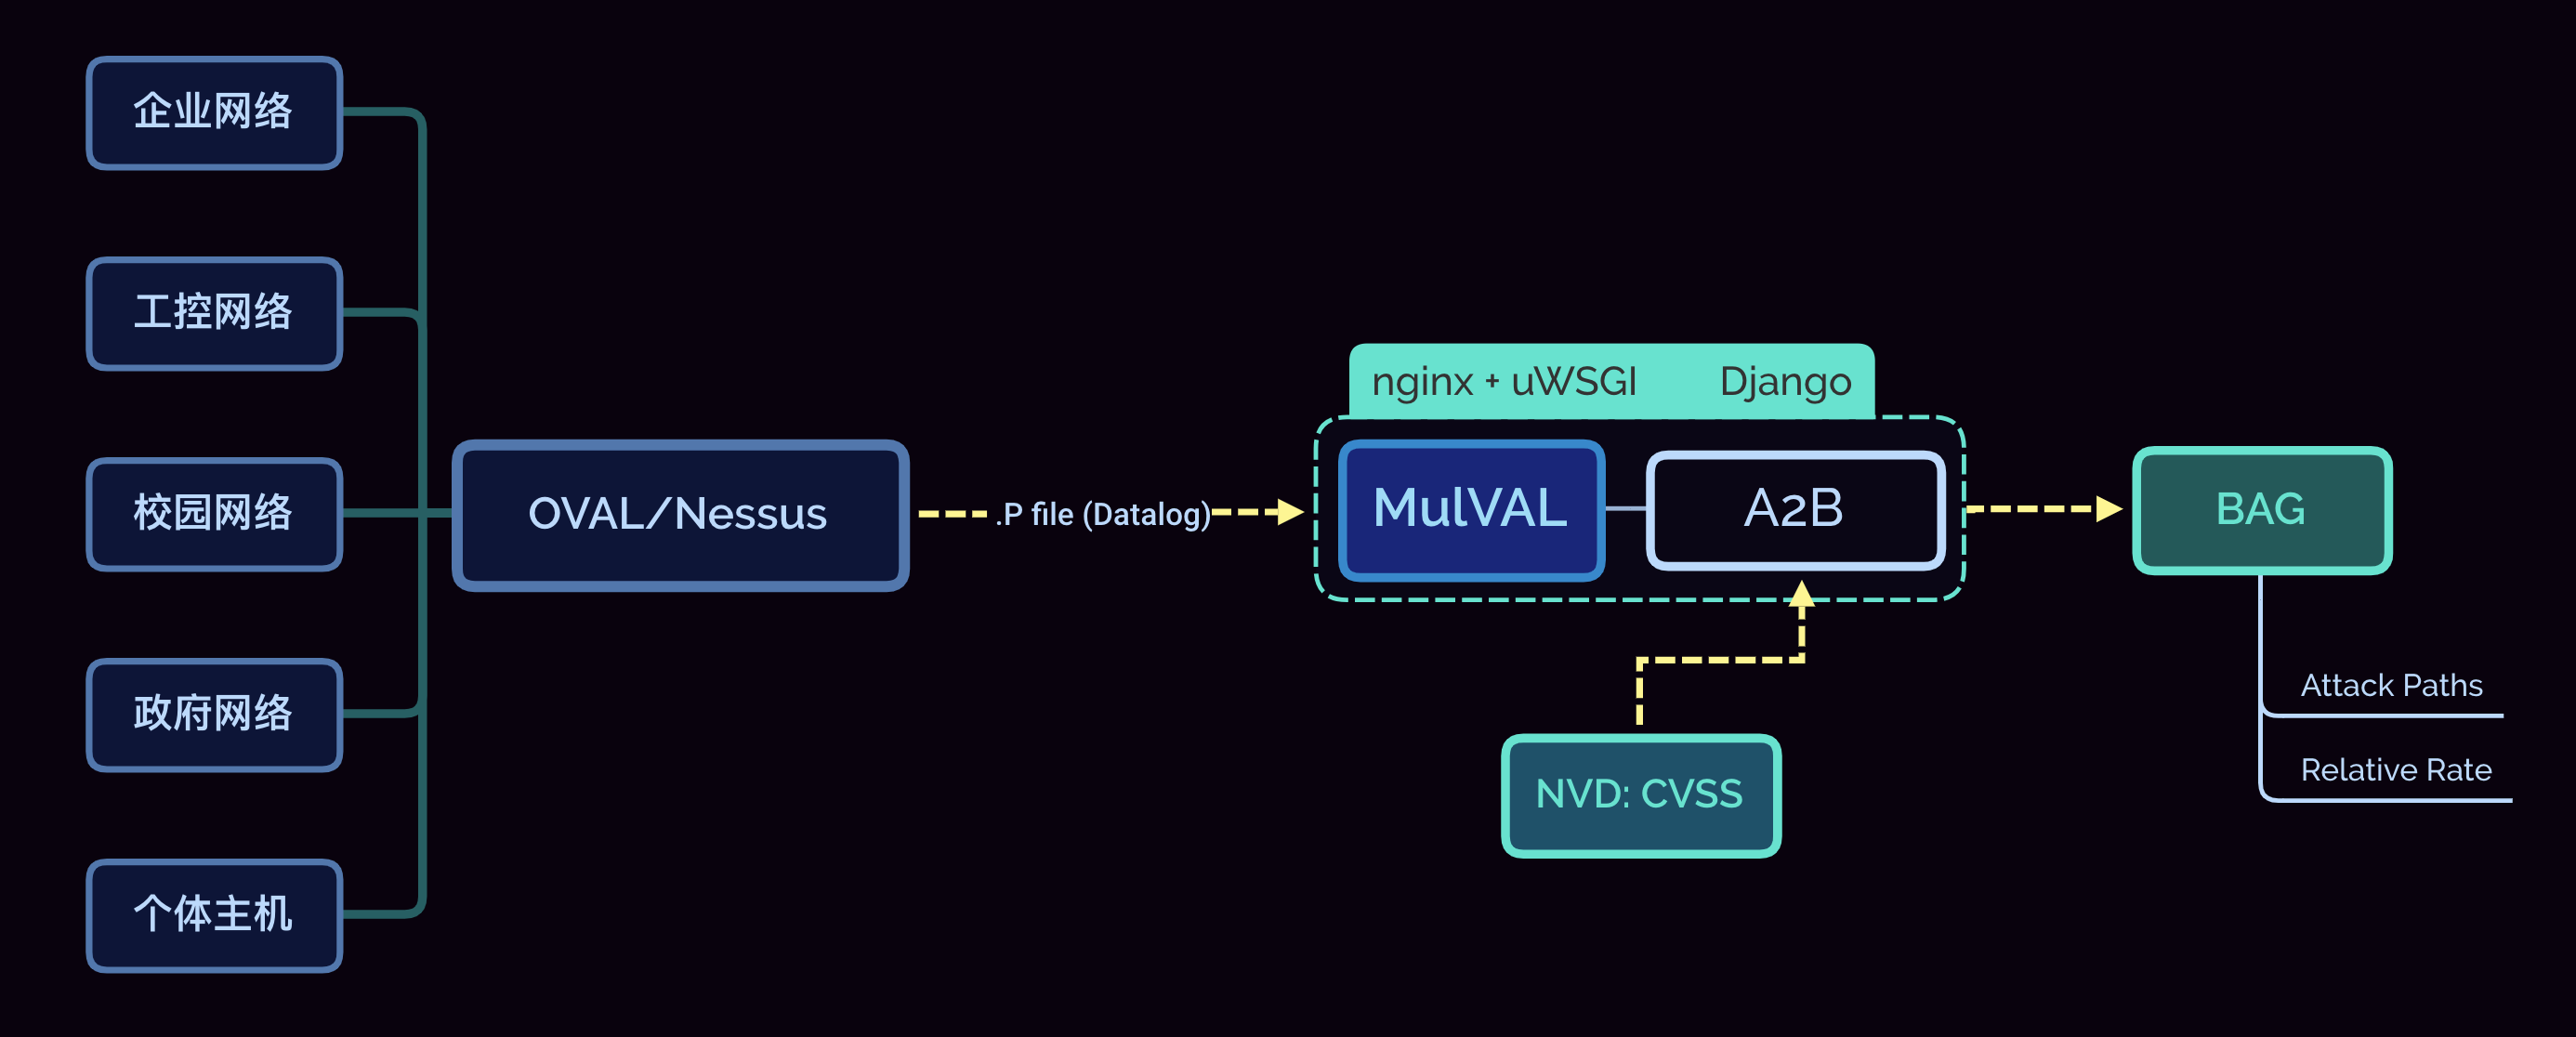 企业网络
工控网络
校园网络
政府网络
个体主机
OVAL/Nessus
.P file (Datalog)
nginx + uWSGI
Django
MulVAL
A2B
NVD: CVSS
BAG
Attack Paths
Relative Rate